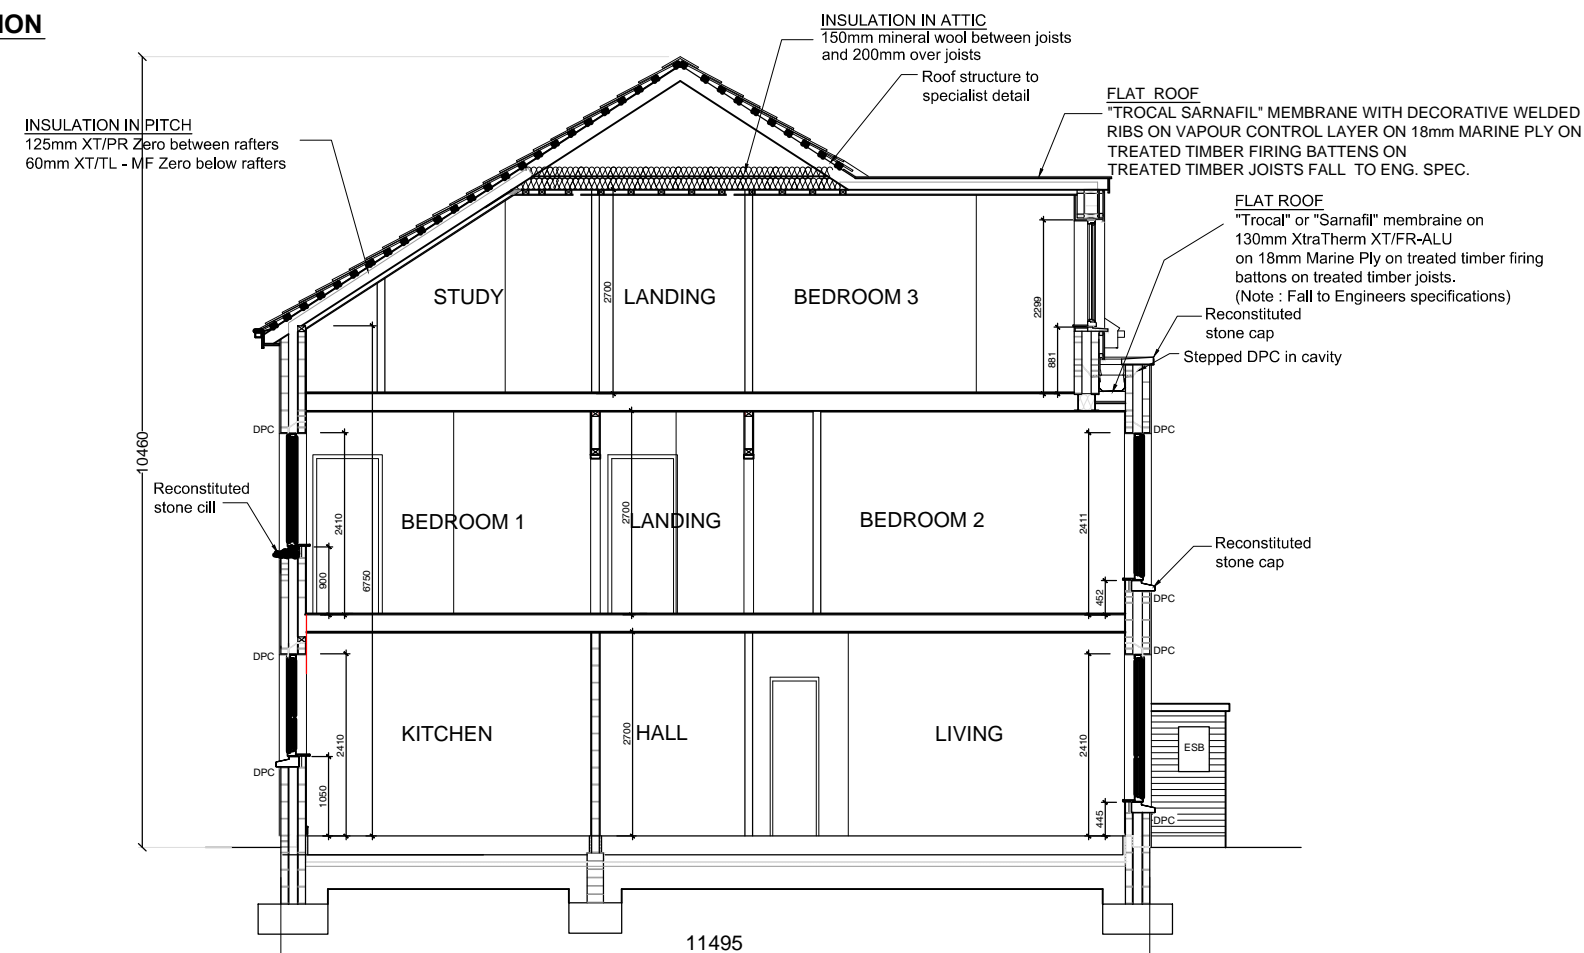 ION
INSULATION IN ATTIC
150mm mineral wool between joists
and 200mm over joists
Roof structure to
specialist detail
FLAT ROOF
"TROCAL SARNAFIL" MEMBRANE WITH DECORATIVE WELDED
RIBS ON VAPOUR CONTROL LAYER ON 18mm MARINE PLY ON
TREATED TIMBER FIRING BATTENS ON
TREATED TIMBER JOISTS FALL TO ENG. SPEC.
INSULATION IN PITCH
125mm XT/PR Zero between rafters
60mm XT/TL - MF Zero below rafters
FLAT ROOF
"Trocal" or "Sarnafil" membraine on
130mm XtraTherm XT/FR-ALU
on 18mm Marine Ply on treated timber firing
battons on treated timber joists.
(Note : Fall to Engineers specifications)
Reconstituted
stone cap
Stepped DPC in cavity
STUDY
2700
LANDING
BEDROOM 3
2299
881
10460
DPC
DPC
Reconstituted
stone cill
2410
900
6750
BEDROOM 1
2700
LANDING
BEDROOM 2
2411
452
Reconstituted
stone cap
DPC
DPC
DPC
2410
1050
KITCHEN
2700
HALL
LIVING
2410
445
ESB
DPC
DPC
11495